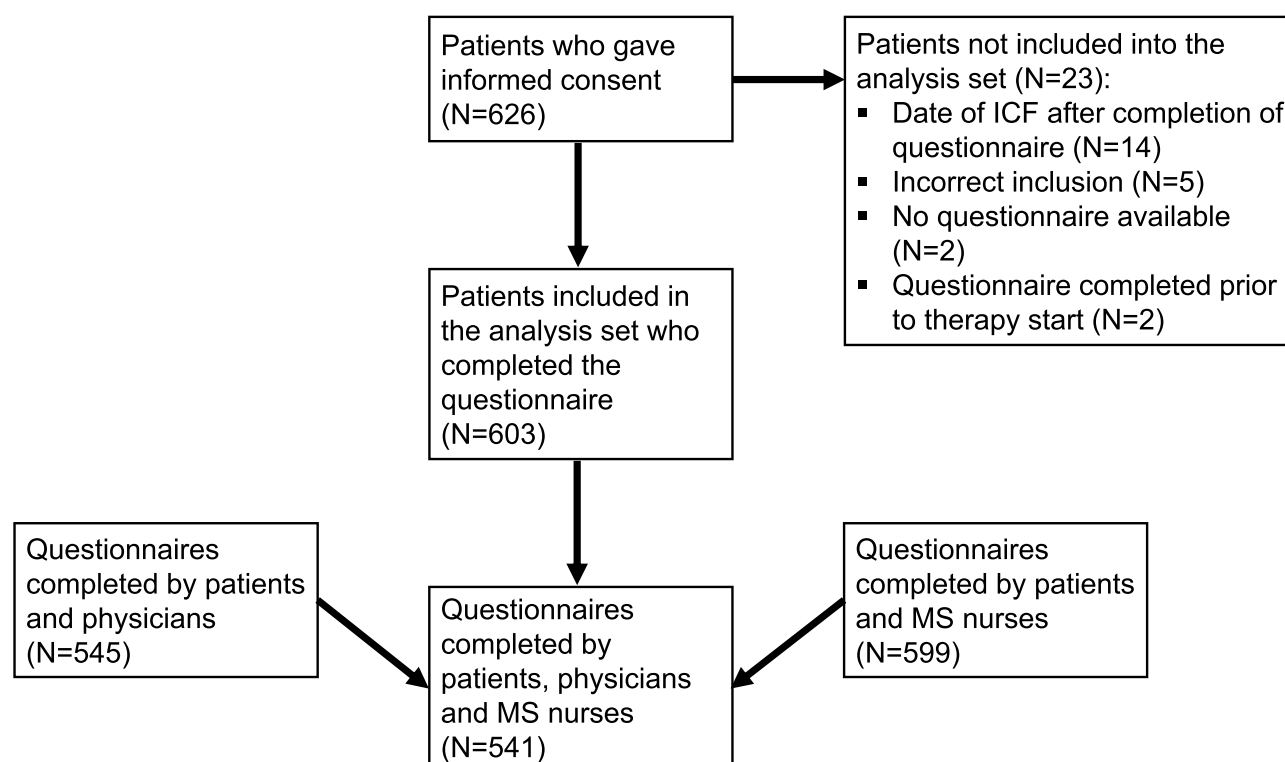 Patients who gave
informed consent
(N=626)
Patients not included into the
analysis set (N=23):
▪ Date of ICF after completion of
questionnaire (N=14)
▪ Incorrect inclusion (N=5)
▪ No questionnaire available
(N=2)
▪ Questionnaire completed prior
to therapy start (N=2)
Patients included in
the analysis set who
completed the
questionnaire
(N=603)
Questionnaires
completed by patients
and physicians
(N=545)
Questionnaires
completed by
patients, physicians
and MS nurses
(N=541)
Questionnaires
completed by patients
and MS nurses
(N=599)